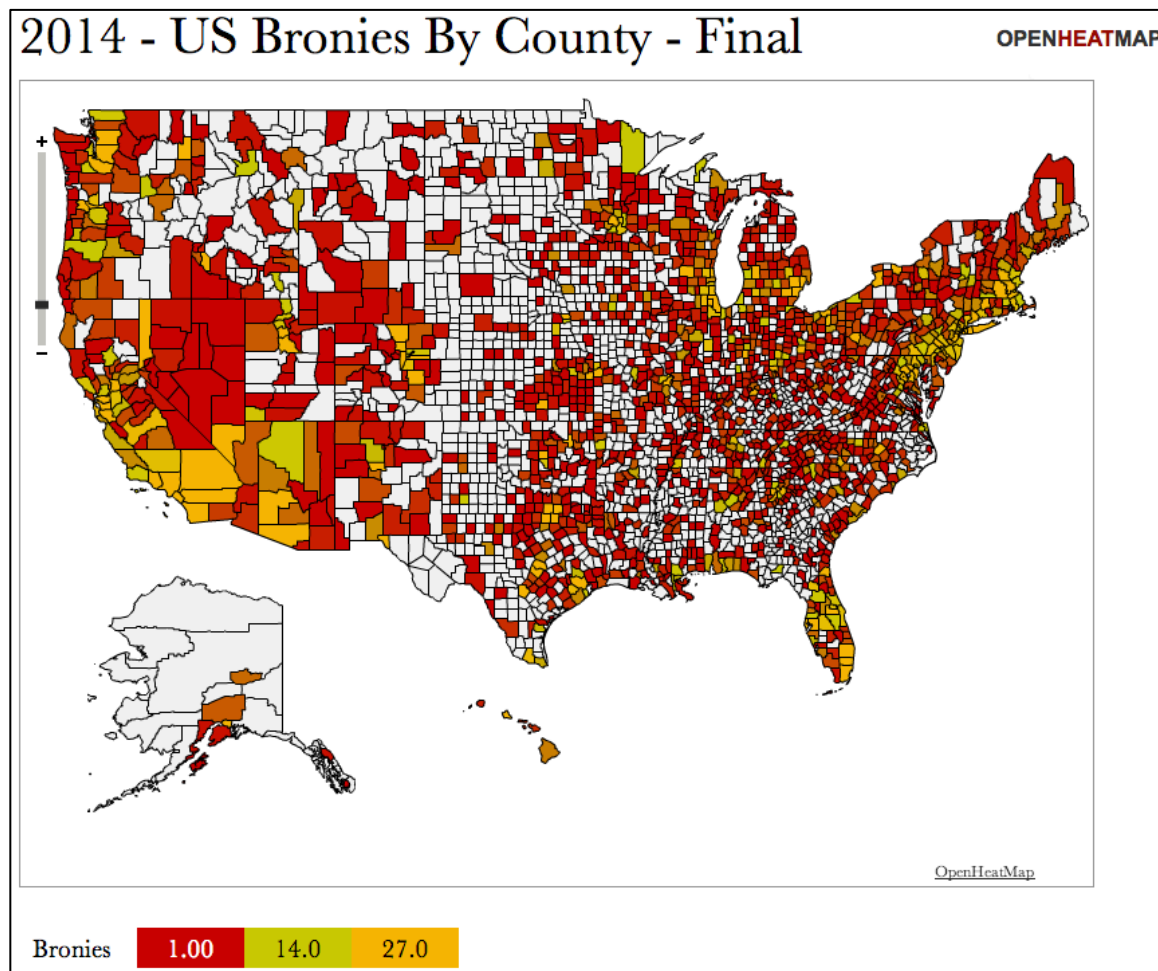 2014 - US Bronies By County - Final
OPENHEATMAP
+
−
OpenHeatMap
Bronies 1.00 14.0 27.0